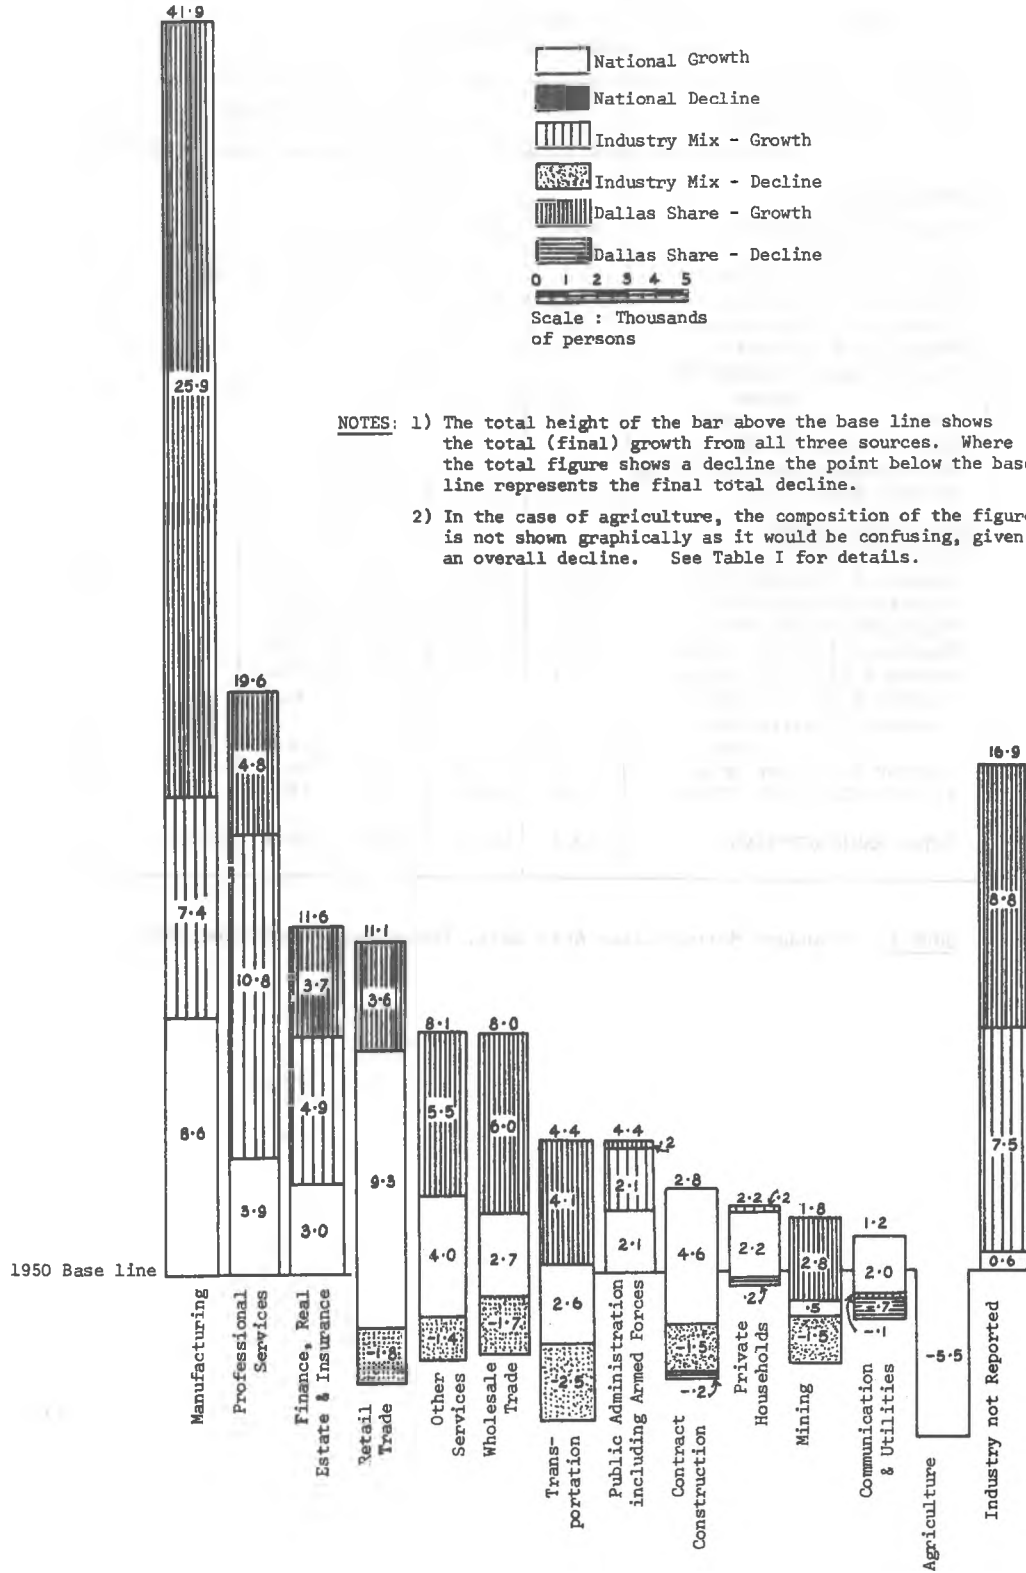 41.9
National Growth
National Decline
Industry Mix - Growth
Industry Mix - Decline
Dallas Share - Growth
Dallas Share - Decline
0 1 2 3 4 5
Scale : Thousands
of persons
25.9
NOTES: 1) The total height of the bar above the base line shows
the total (final) growth from all three sources. Where
the total figure shows a decline the point below the base
line represents the final total decline.
2) In the case of agriculture, the composition of the figure
is not shown graphically as it would be confusing, given
an overall decline. See Table I for details.
7.4
8.6
19.6
4.8
10.8
3.9
11.6
3.7
4.9
3.0
11.1
3.6
9.3
-1.8
8.1
5.5
4.0
-1.4
8.0
6.0
2.7
-1.7
4.4
4.1
2.6
-2.5
4.4
.2
2.1
2.1
2.8
4.6
-1.5
-.2
2.2
.2
2.2
.2
1.8
2.8
.5
-1.5
1.2
2.0
-.7
-.1
-5.5
16.9
8.8
7.5
0.6
1950 Base line
Manufacturing
Professional
Services
Finance, Real
Estate & Insurance
Retail
Trade
Other
Services
Wholesale
Trade
Trans-
portation
Public Administration
including Armed Forces
Contract
Construction
Private
Households
Mining
Communication
& Utilities
Agriculture
Industry not Reported